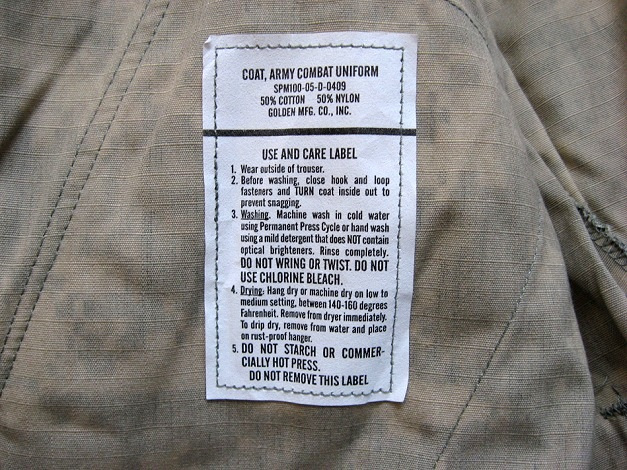 COAT, ARMY COMBAT UNIFORM
SPM100-05-D-0409
50% COTTON 50% NYLON
GOLDEN MFG. CO., INC.
USE AND CARE LABEL
1. Wear outside of trouser.
2. Before washing, close hook and loop
fasteners and TURN coat inside out to
prevent snagging.
3. Washing. Machine wash in cold water
using Permanent Press Cycle or hand wash
using a mild detergent that does NOT contain
optical brighteners. Rinse completely.
DO NOT WRING OR TWIST. DO NOT
USE CHLORINE BLEACH.
4. Drying. Hang dry or machine dry on low to
medium setting, between 140-160 degrees
Fahrenheit. Remove from dryer immediately.
To drip dry, remove from water and place
on rust-proof hanger.
5. DO NOT STARCH OR COMMER-
CIALLY HOT PRESS.
DO NOT REMOVE THIS LABEL